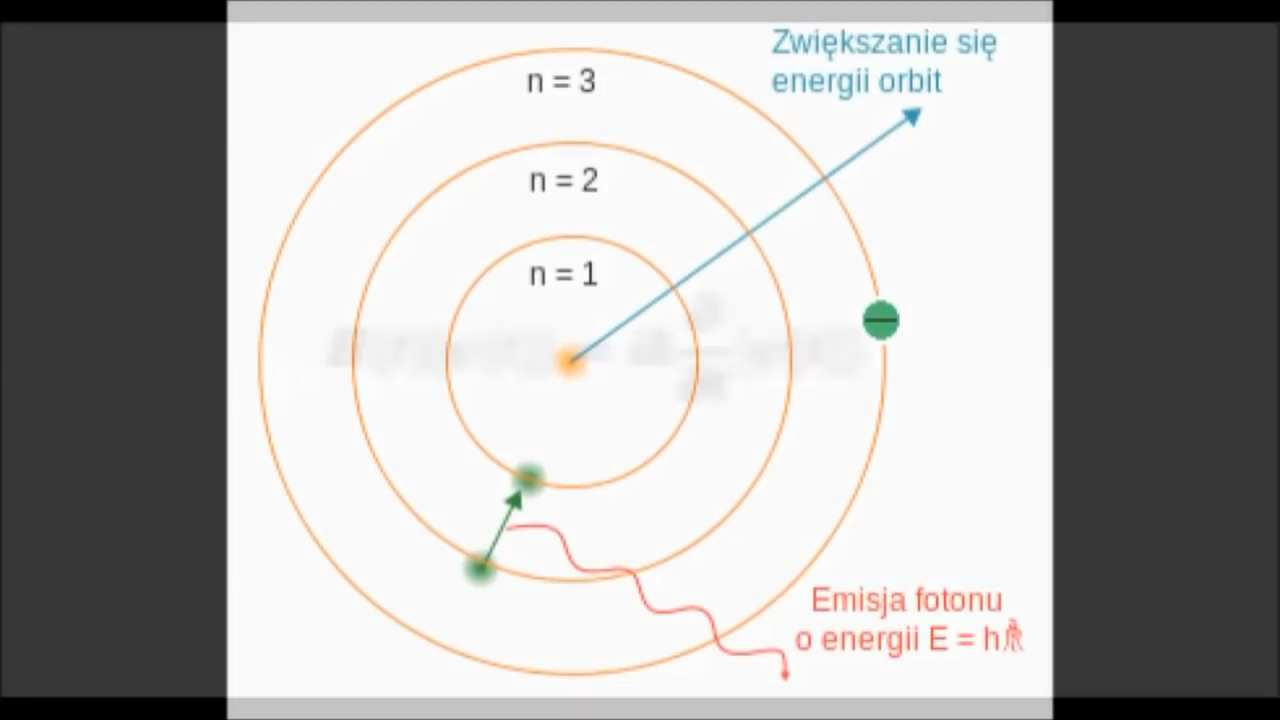 Zwiększanie się
energii orbit
n = 3
n = 2
n = 1
Emisja fotonu
o energii E = h